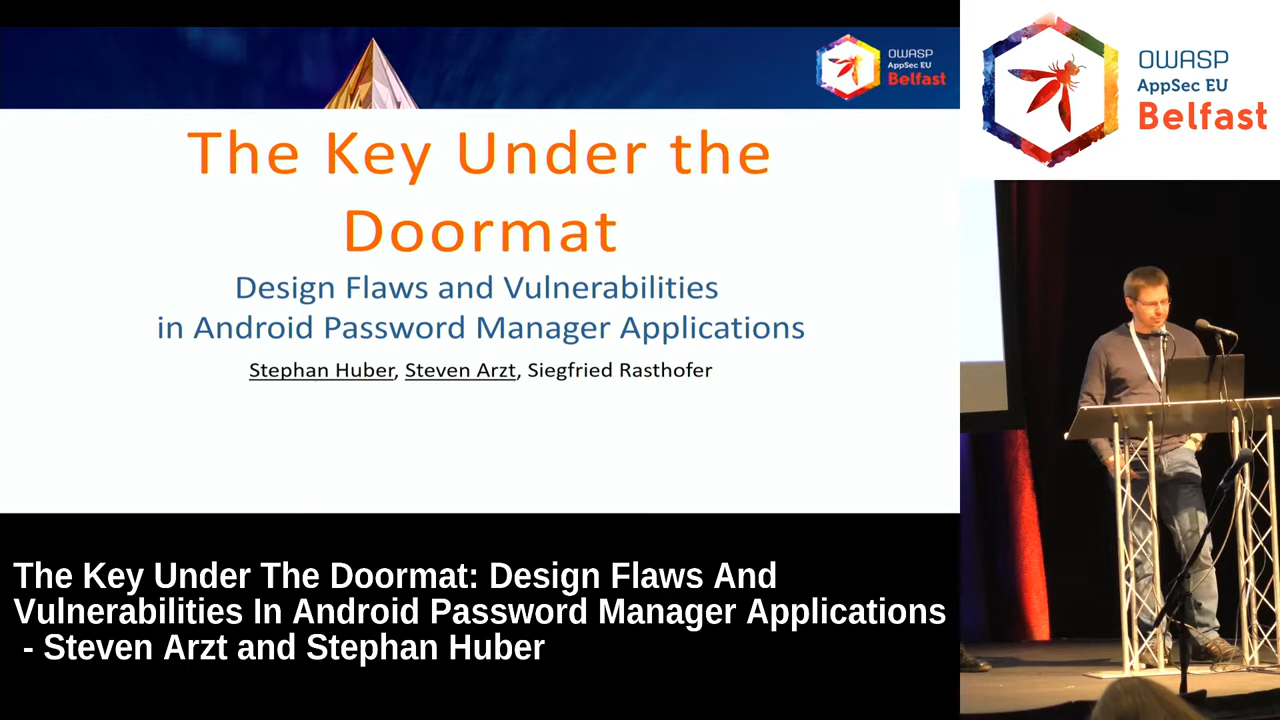 OWASP
AppSec EU
Belfast
The Key Under the
Doormat
Design Flaws and Vulnerabilities
in Android Password Manager Applications
Stephan Huber, Steven Arzt, Siegfried Rasthofer
OWASP
AppSec EU
Belfast
The Key Under The Doormat: Design Flaws And
Vulnerabilities In Android Password Manager Applications
- Steven Arzt and Stephan Huber